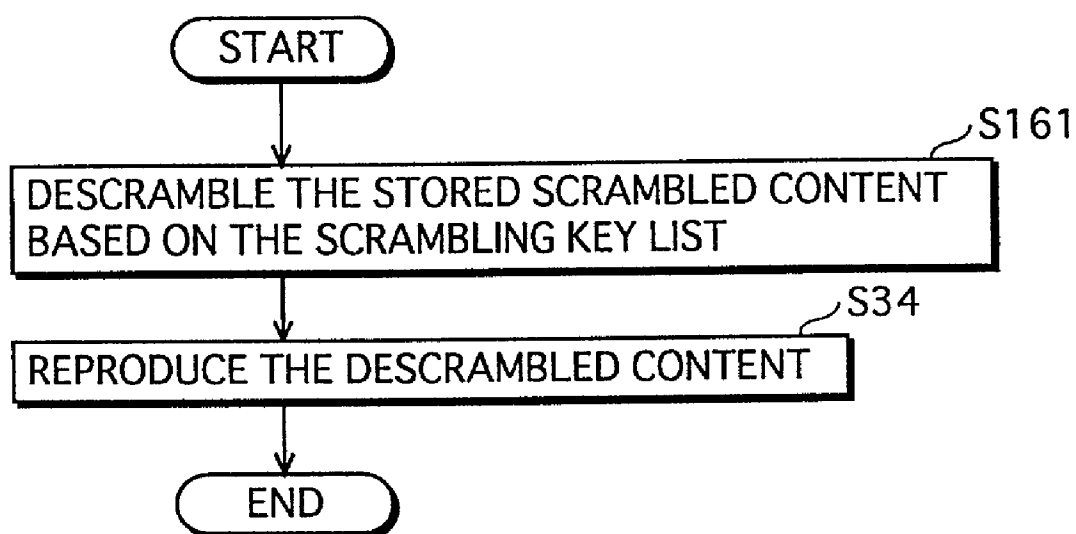 START
S161
DESCRAMBLE THE STORED SCRAMBLED CONTENT
BASED ON THE SCRAMBLING KEY LIST
S34
REPRODUCE THE DESCRAMBLED CONTENT
END